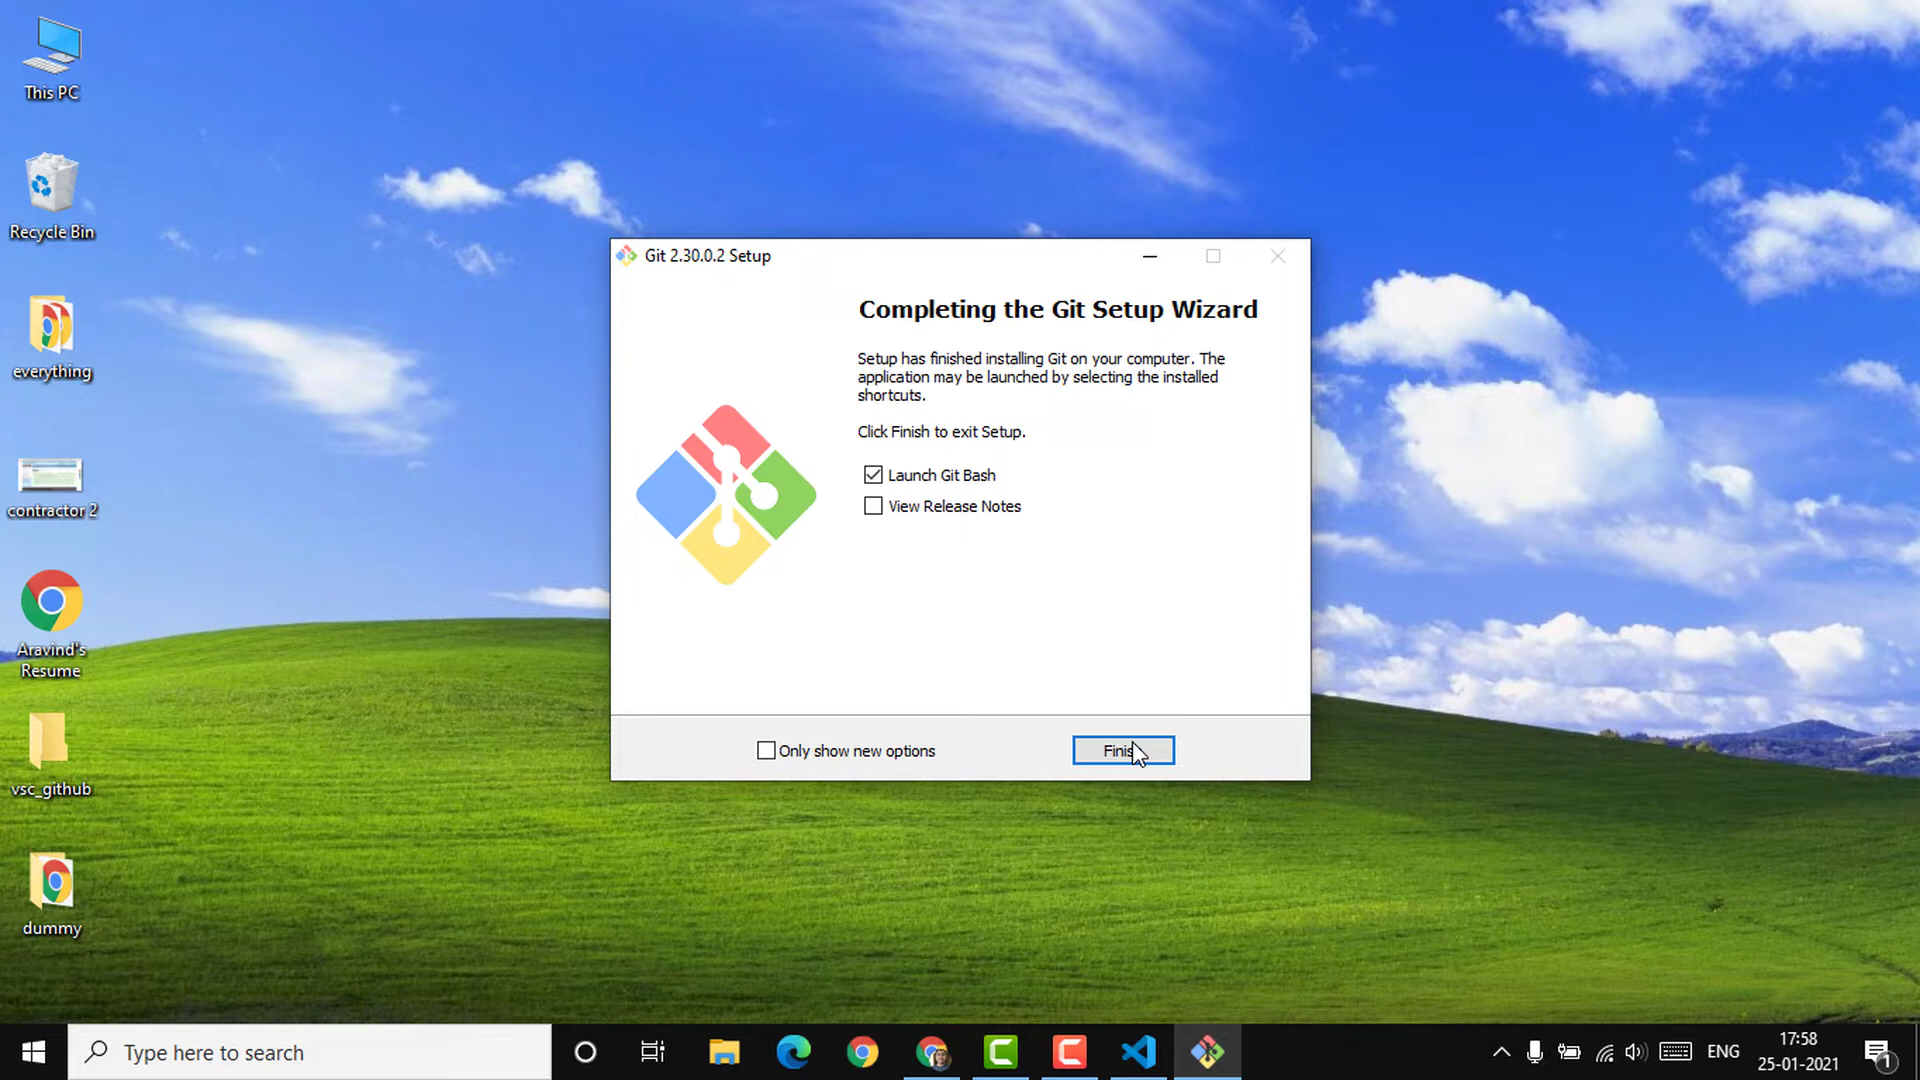 This PC
Recycle Bin
everything
contractor 2
Aravind's
Resume
vsc_github
dummy
Git 2.30.0.2 Setup
Completing the Git Setup Wizard
Setup has finished installing Git on your computer. The
application may be launched by selecting the installed
shortcuts.
Click Finish to exit Setup.
Launch Git Bash
View Release Notes
Only show new options
Finis
Type here to search
ENG
17:58
25-01-2021
1